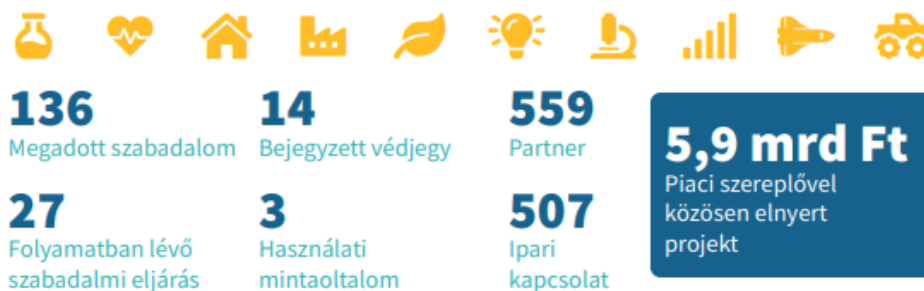 136
Megadott szabadalom
14
Bejegyzett védjegy
559
Partner
5,9 mrd Ft
Piaci szereplővel
közösen elnyert
projekt
27
Folyamatban lévő
szabadalmi eljárás
3
Használati
mintaoltalom
507
Ipari
kapcsolat